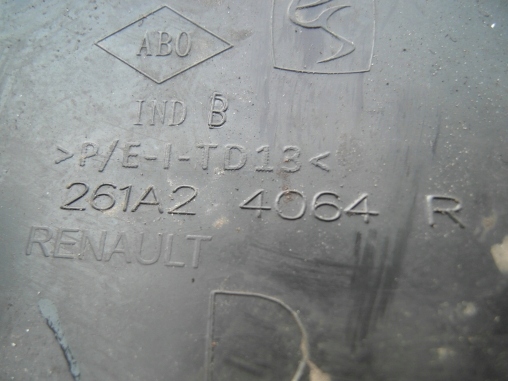 ABO
IND B
>P/E-I-TD13<
261A2 4064 R
RENAULT
D